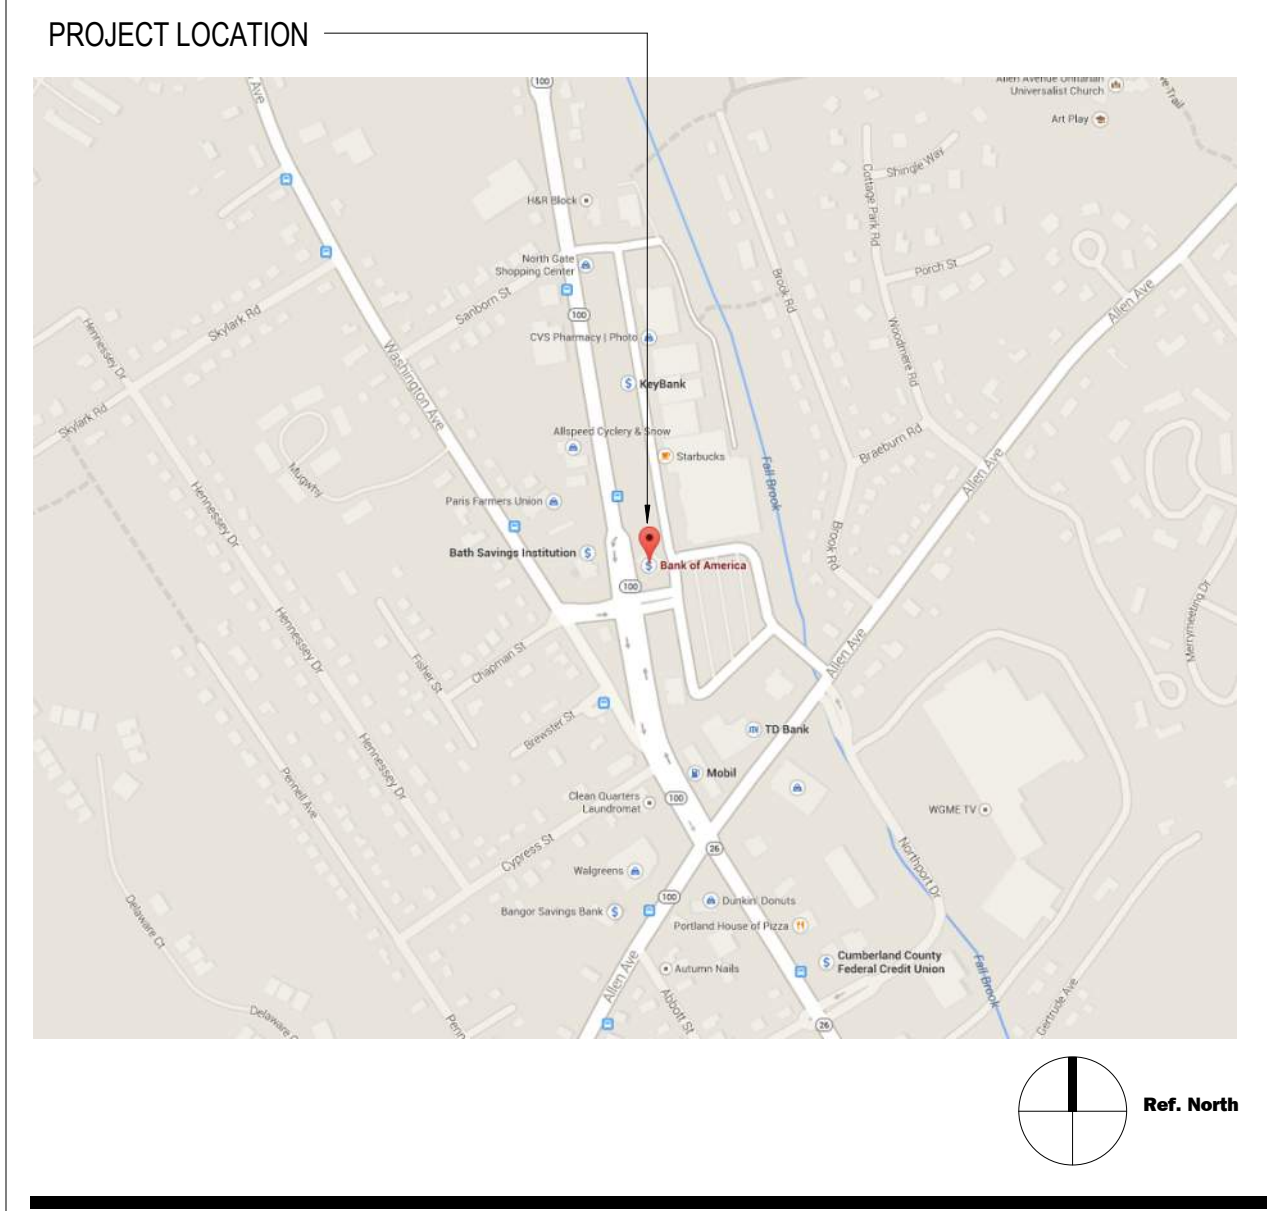 PROJECT LOCATION
Ave
100
Allen Avenue Unitarian
Universalist Church
Art Play
Trail
Shingle Way
Cottage Park Rd
H&R Block
North Gate
Shopping Center
Porch St
Brook Rd
Allen Ave
Sanborn St
Skylark Rd
100
Hennessey Dr
CVS Pharmacy | Photo
Woodmere Rd
Washington Ave
KeyBank
Skylark Rd
Allspeed Cyclery & Snow
Braeburn Rd
Starbucks
Mugwhy
Fall Brook
Allen Ave
Paris Farmers Union
Hennessey Dr
Bath Savings Institution
Brook Rd
Bank of America
100
Merrymeeting Dr
Hennessey Dr
Allen Ave
Fisher St
Chapman St
Brewster St
TD Bank
Hennessey Dr
Mobil
Pennell Ave
Clean Quarters
Laundromat
100
WGME TV
26
Cypress St
Northport Dr
Walgreens
100
Dunkin' Donuts
Bangor Savings Bank
Portland House of Pizza
Delaware Ct
Cumberland County
Federal Credit Union
Autumn Nails
Allen Ave
Fall Brook
Abbott St
Gertrude Ave
Delaware C
Penn
26
Ref. North